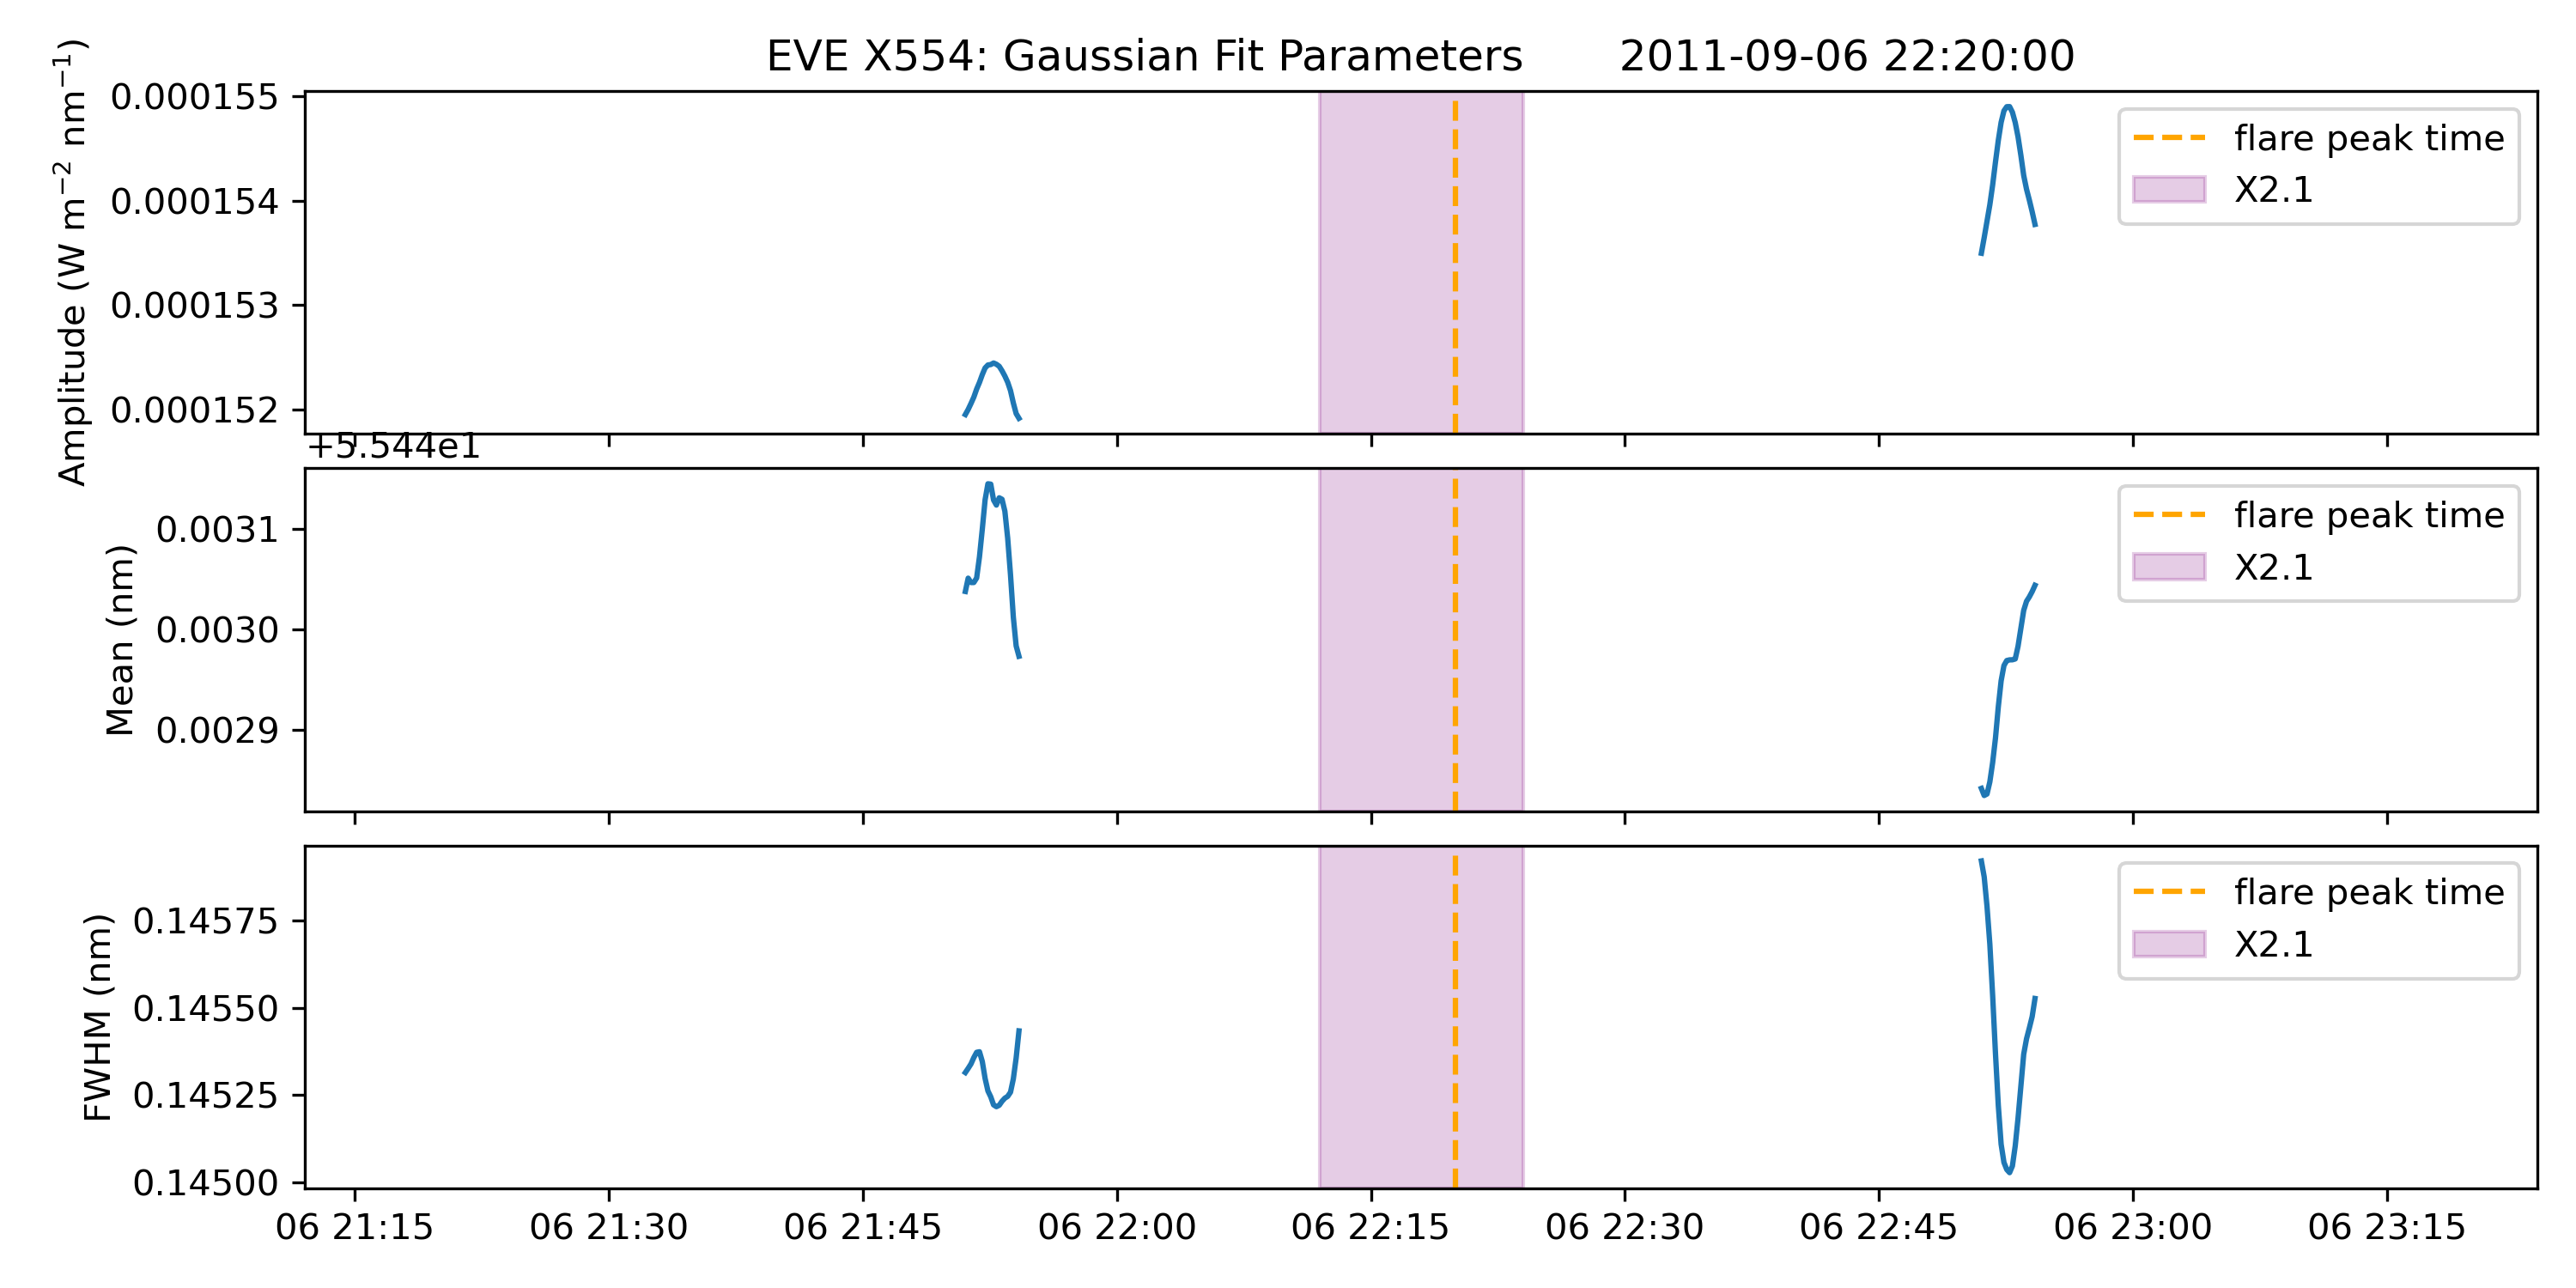 EVE X554: Gaussian Fit Parameters 2011-09-06 22:20:00
Amplitude (W m⁻² nm⁻¹)
0.000155
0.000154
0.000153
0.000152
flare peak time
X2.1
+5.544e1
Mean (nm)
0.0031
0.0030
0.0029
flare peak time
X2.1
FWHM (nm)
0.14575
0.14550
0.14525
0.14500
flare peak time
X2.1
06 21:15 06 21:30 06 21:45 06 22:00 06 22:15 06 22:30 06 22:45 06 23:00 06 23:15